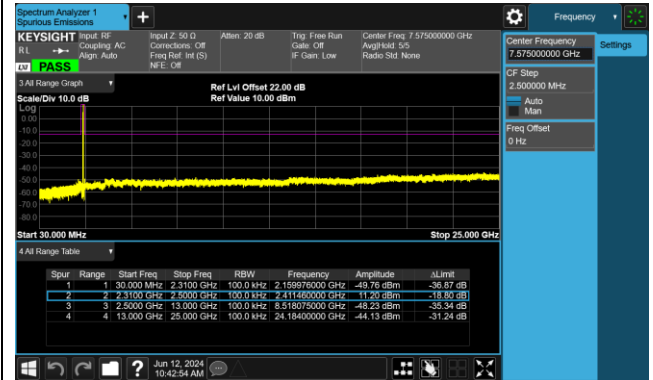 Spectrum Analyzer 1
Spurious Emissions
Frequency
KEYSIGHT Input: RF Input Z: 50 Ω Atten: 20 dB Trig: Free Run Center Freq: 7.575000000 GHz
RL Coupling: AC Corrections: Off Gate: Off Avg|Hold: 5/5
Align: Auto Freq Ref: Int (S) IF Gain: Low Radio Std: None
LXI PASS NFE: Off
Center Frequency
7.575000000 GHz
Settings
CF Step
2.500000 MHz
Auto
Man
Freq Offset
0 Hz
3 All Range Graph
Ref Lvl Offset 22.00 dB
Scale/Div 10.0 dB Ref Value 10.00 dBm
Log
0.00
-10.0
-20.0
-30.0
-40.0
-50.0
-60.0
-70.0
-80.0
Start 30.000 MHz Stop 25.000 GHz
4 All Range Table
Spur Range Start Freq Stop Freq RBW Frequency Amplitude ΔLimit
1 1 30.000 MHz 2.3100 GHz 100.0 kHz 2.159976000 GHz -49.76 dBm -36.87 dB
2 2 2.3100 GHz 2.5000 GHz 100.0 kHz 2.411460000 GHz 11.20 dBm -18.80 dB
3 3 2.5000 GHz 13.000 GHz 100.0 kHz 8.518075000 GHz -48.23 dBm -35.34 dB
4 4 13.000 GHz 25.000 GHz 100.0 kHz 24.18400000 GHz -44.13 dBm -31.24 dB
Jun 12, 2024
10:42:54 AM